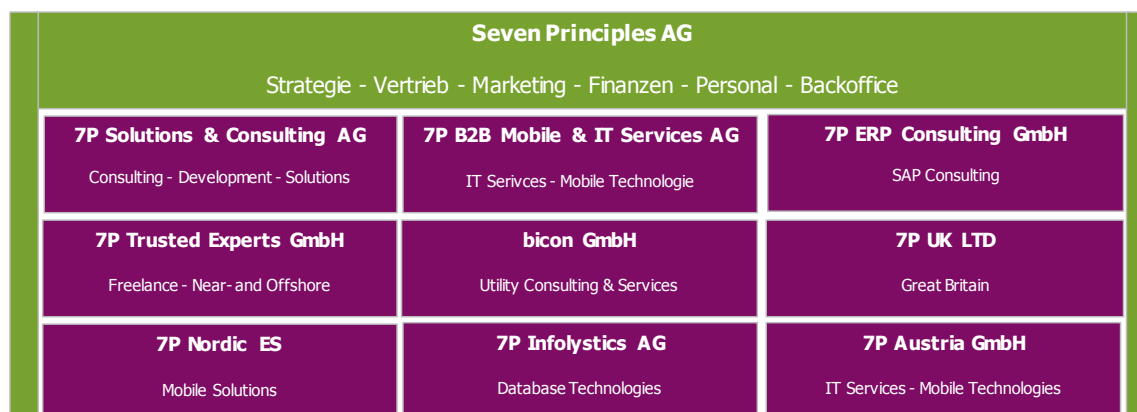 Seven Principles AG
Strategie - Vertrieb - Marketing - Finanzen - Personal - Backoffice
7P Solutions & Consulting AG
Consulting - Development - Solutions
7P B2B Mobile & IT Services AG
IT Serivces - Mobile Technologie
7P ERP Consulting GmbH
SAP Consulting
7P Trusted Experts GmbH
Freelance - Near- and Offshore
bicon GmbH
Utility Consulting & Services
7P UK LTD
Great Britain
7P Nordic ES
Mobile Solutions
7P Infolystics AG
Database Technologies
7P Austria GmbH
IT Services - Mobile Technologies